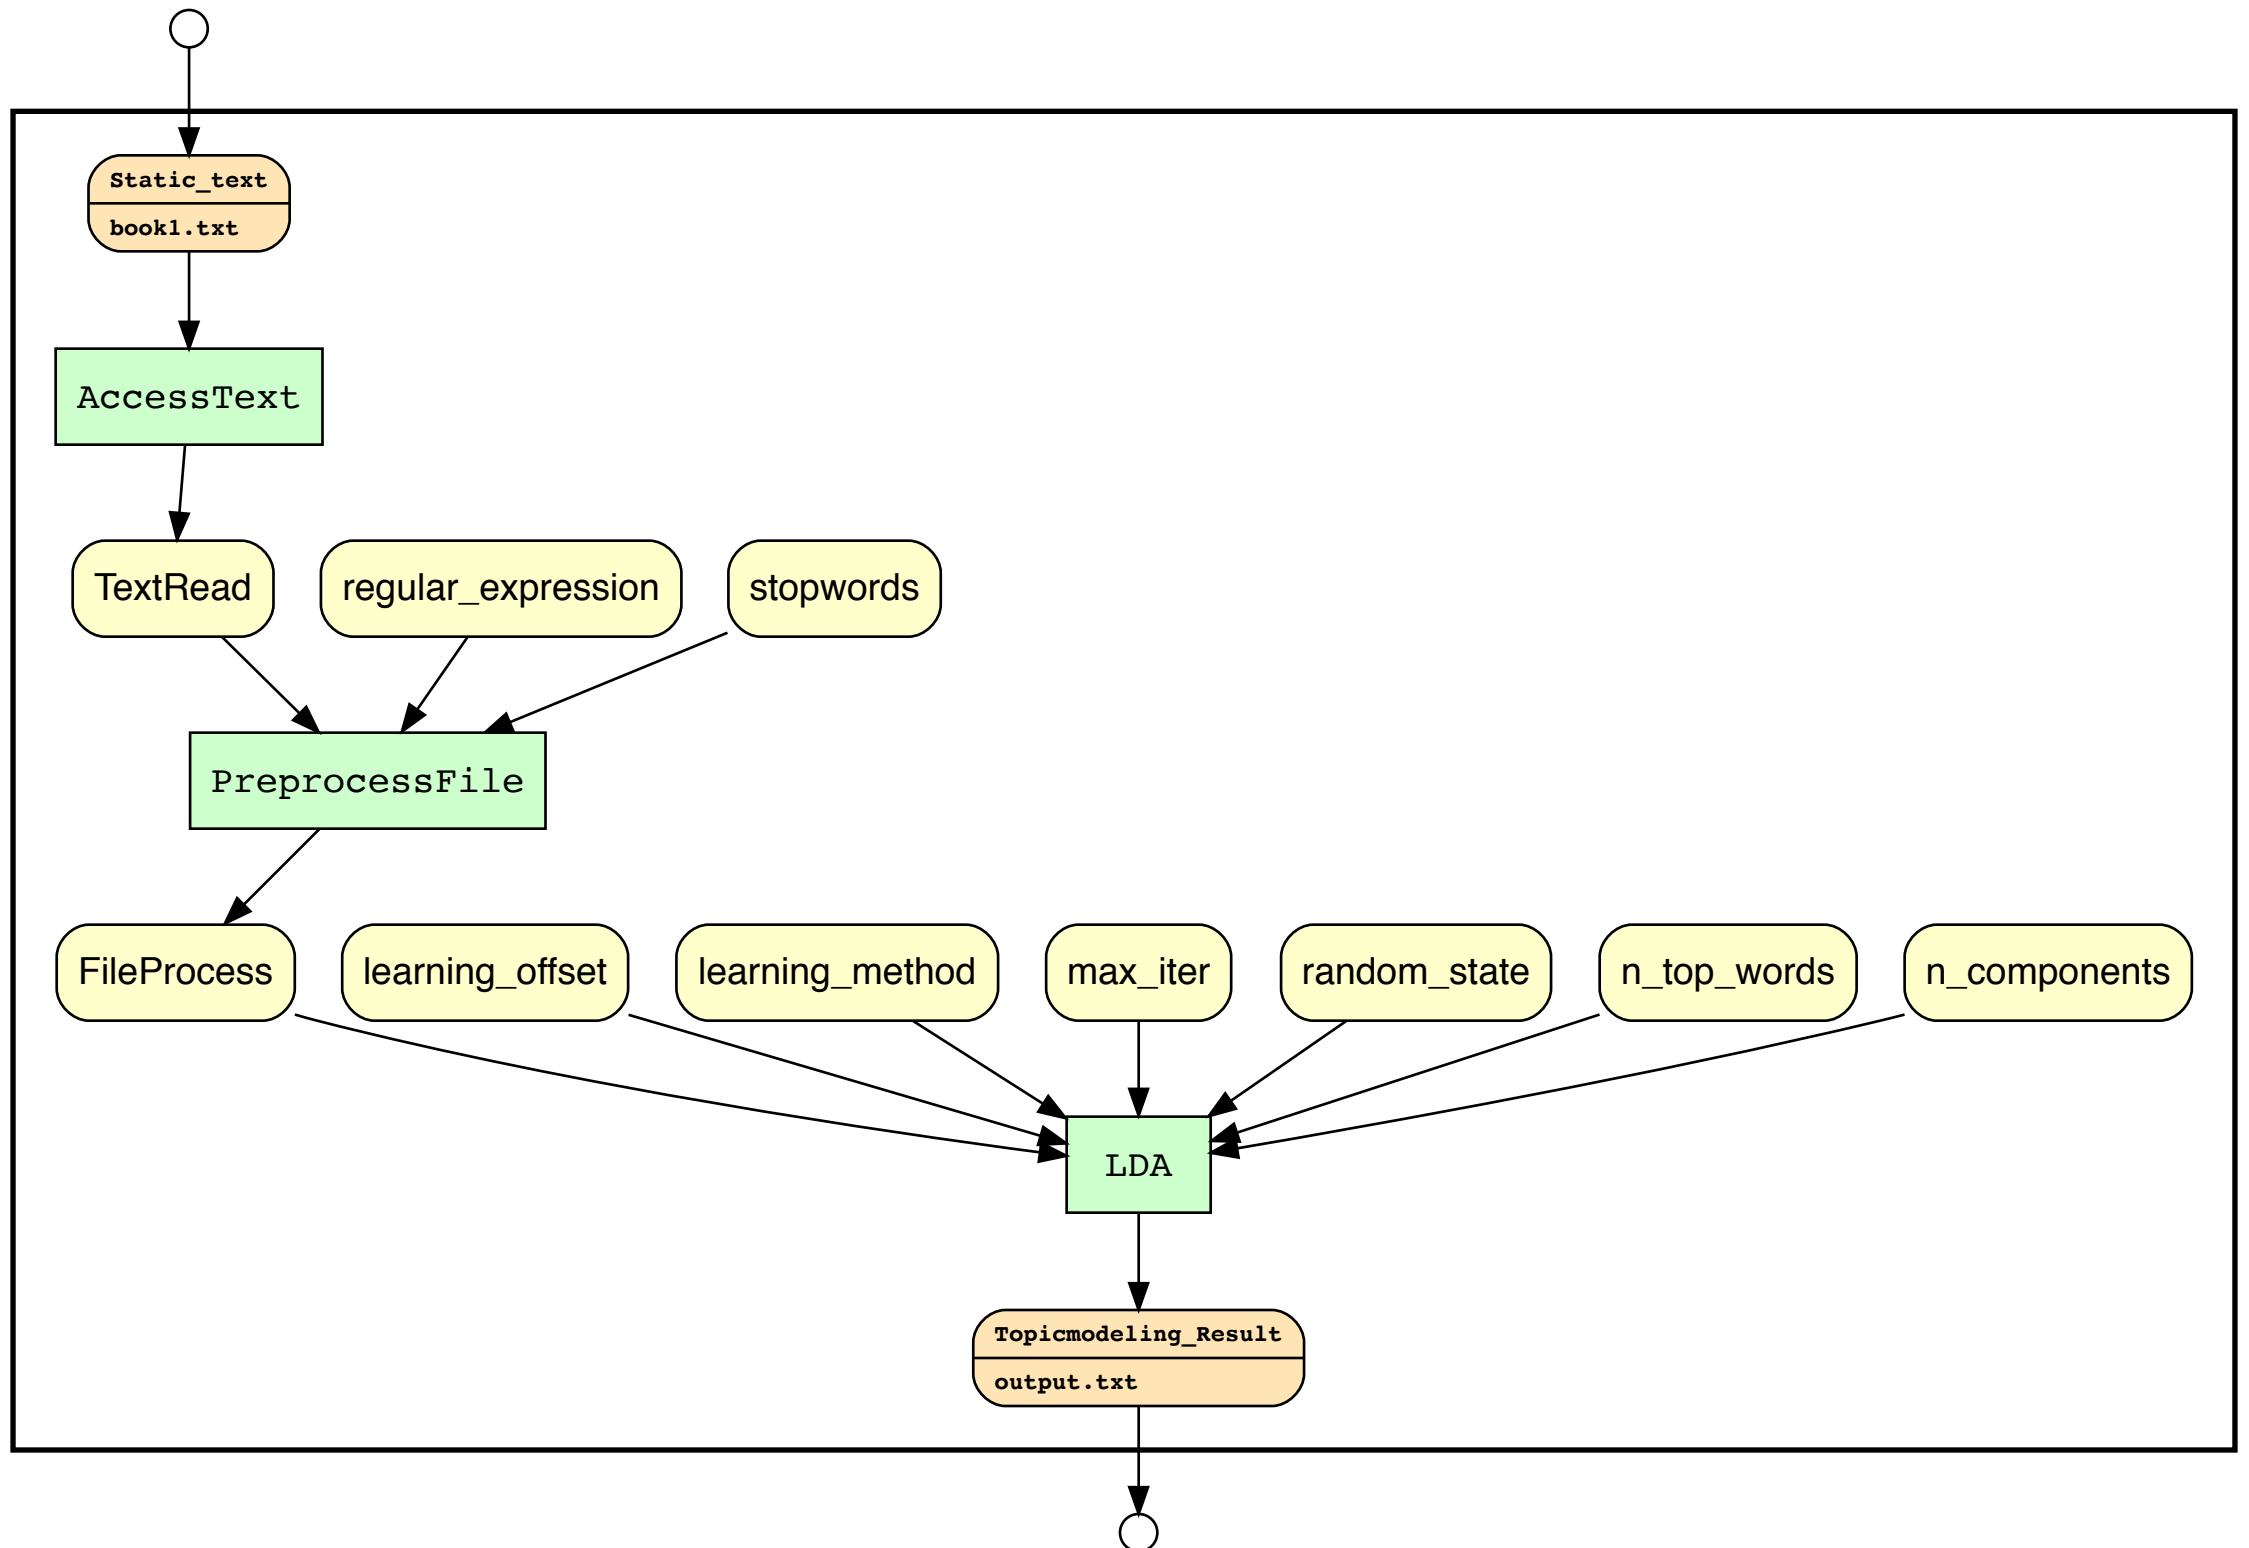 Static_text
book1.txt
AccessText
TextRead
regular_expression
stopwords
PreprocessFile
FileProcess
learning_offset
learning_method
max_iter
random_state
n_top_words
n_components
LDA
Topicmodeling_Result
output.txt